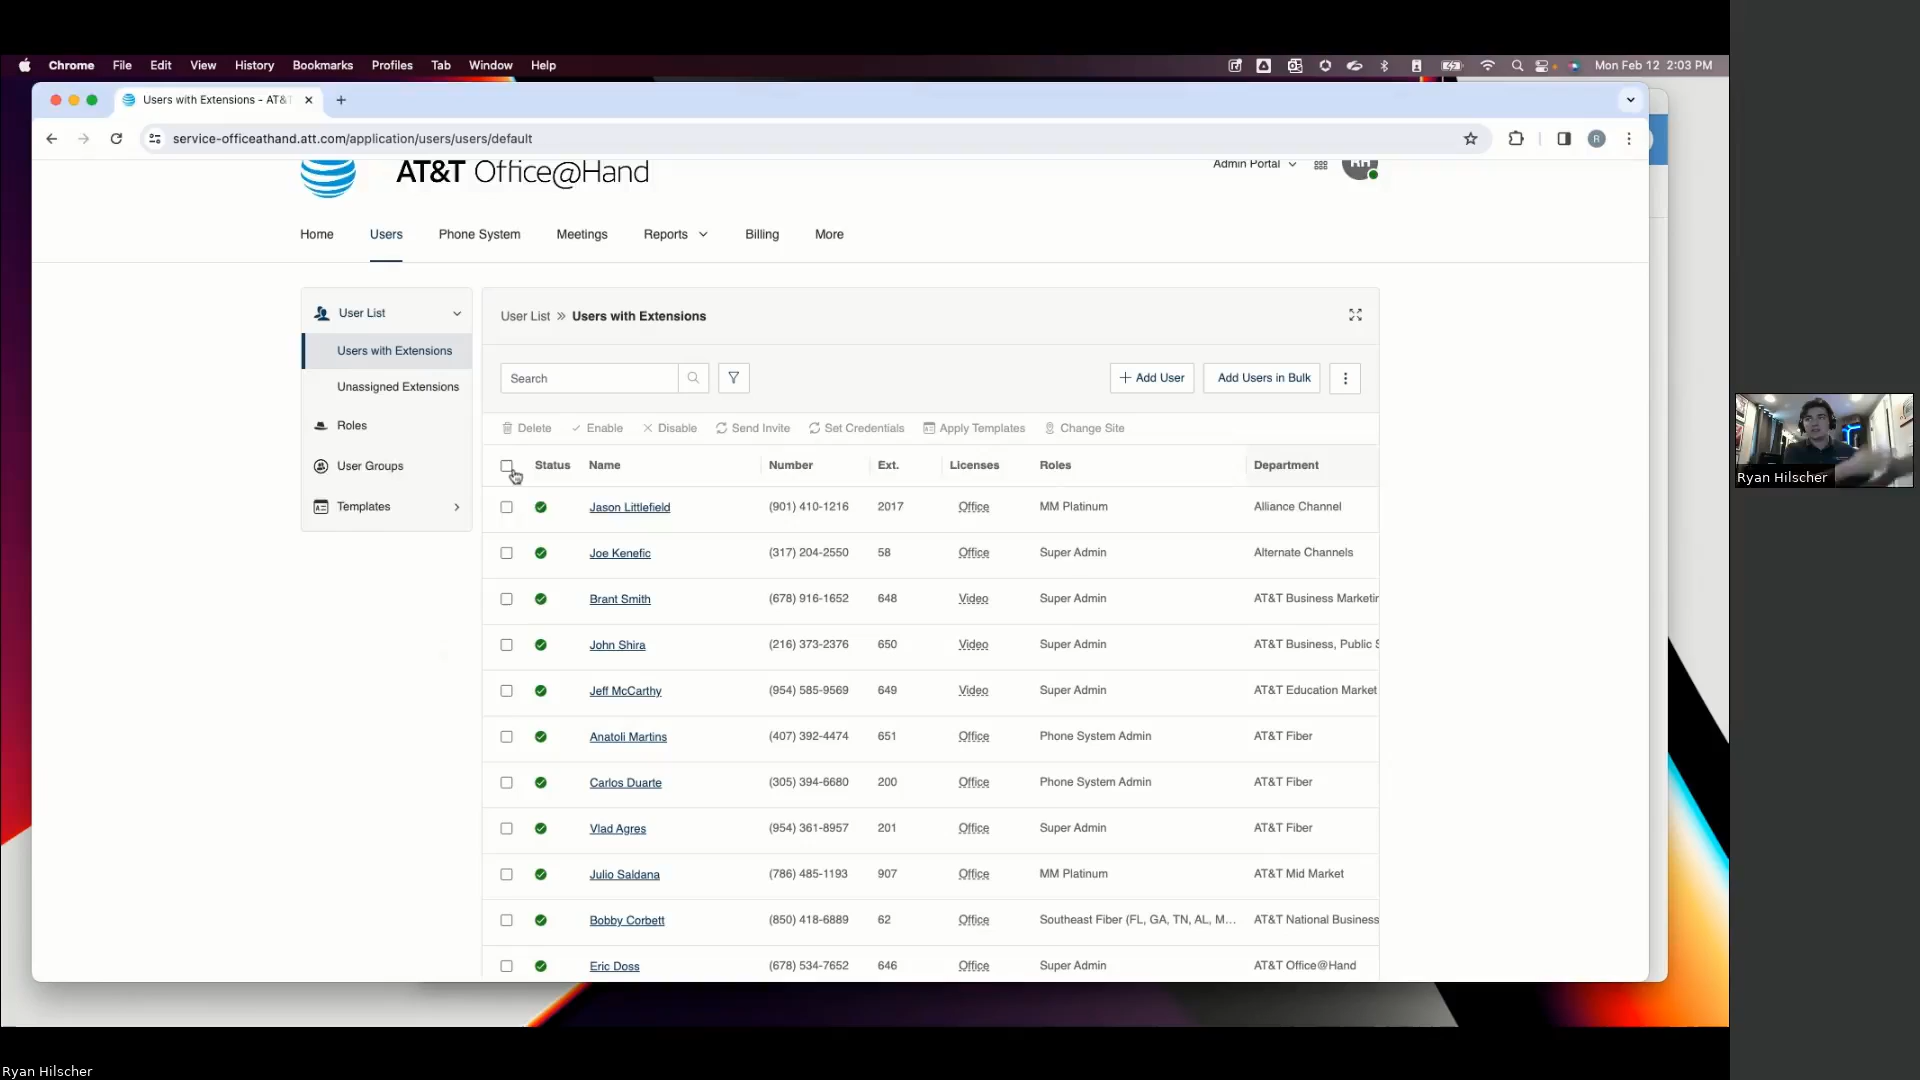 Chrome File Edit View History Bookmarks Profiles Tab Window Help Mon Feb 12 2:03 PM
Users with Extensions - AT&T
service-officeathand.att.com/application/users/users/default R
AT&T Office@Hand Admin Portal RH
Home Users Phone System Meetings Reports Billing More
User List
Users with Extensions
Unassigned Extensions
Roles
User Groups
Templates
User List » Users with Extensions
Search + Add User Add Users in Bulk
Delete Enable Disable Send Invite Set Credentials Apply Templates Change Site
Status Name Number Ext. Licenses Roles Department
Jason Littlefield (901) 410-1216 2017 Office MM Platinum Alliance Channel
Joe Kenefic (317) 204-2550 58 Office Super Admin Alternate Channels
Brant Smith (678) 916-1652 648 Video Super Admin AT&T Business Marketin
John Shira (216) 373-2376 650 Video Super Admin AT&T Business, Public S
Jeff McCarthy (954) 585-9569 649 Video Super Admin AT&T Education Market
Anatoli Martins (407) 392-4474 651 Office Phone System Admin AT&T Fiber
Carlos Duarte (305) 394-6680 200 Office Phone System Admin AT&T Fiber
Vlad Agres (954) 361-8957 201 Office Super Admin AT&T Fiber
Julio Saldana (786) 485-1193 907 Office MM Platinum AT&T Mid Market
Bobby Corbett (850) 418-6889 62 Office Southeast Fiber (FL, GA, TN, AL, M... AT&T National Business
Eric Doss (678) 534-7652 646 Office Super Admin AT&T Office@Hand
Ryan Hilscher
Ryan Hilscher